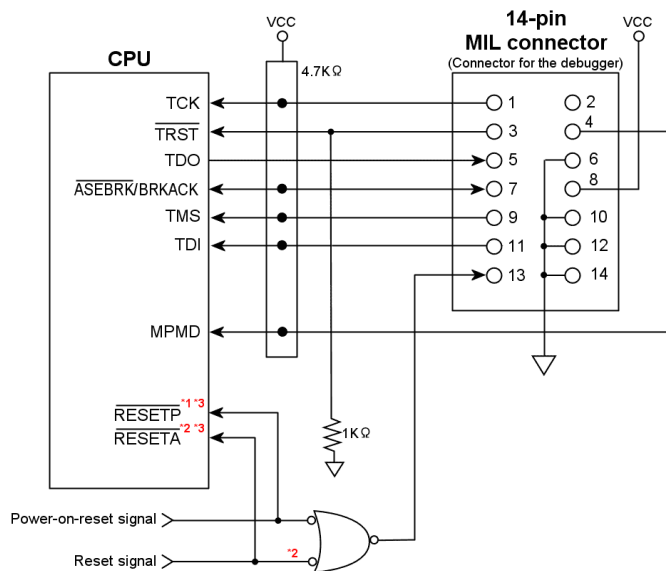 VCC
14-pin
MIL connector
(Connector for the debugger)
VCC
CPU
4.7KΩ
TCK
1
2
TRST
3
4
TDO
5
6
ASEBRK/BRKACK
7
8
TMS
9
10
TDI
11
12
13
14
MPMD
RESETP *1 *3
RESETA *2 *3
1KΩ
Power-on-reset signal
Reset signal
*2